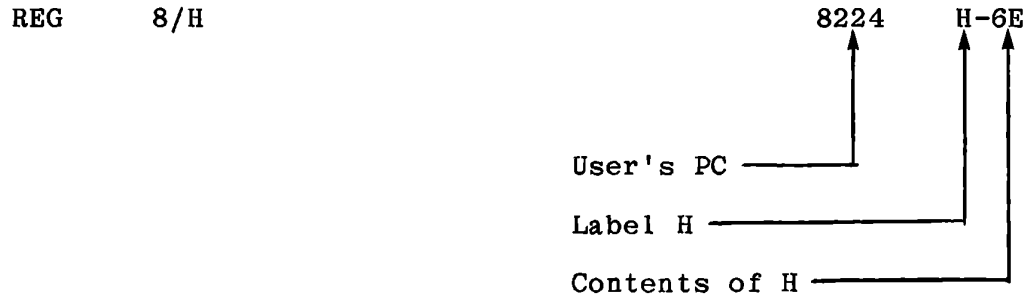 REG 8/H 8224 H-6E
User's PC
Label H
Contents of H